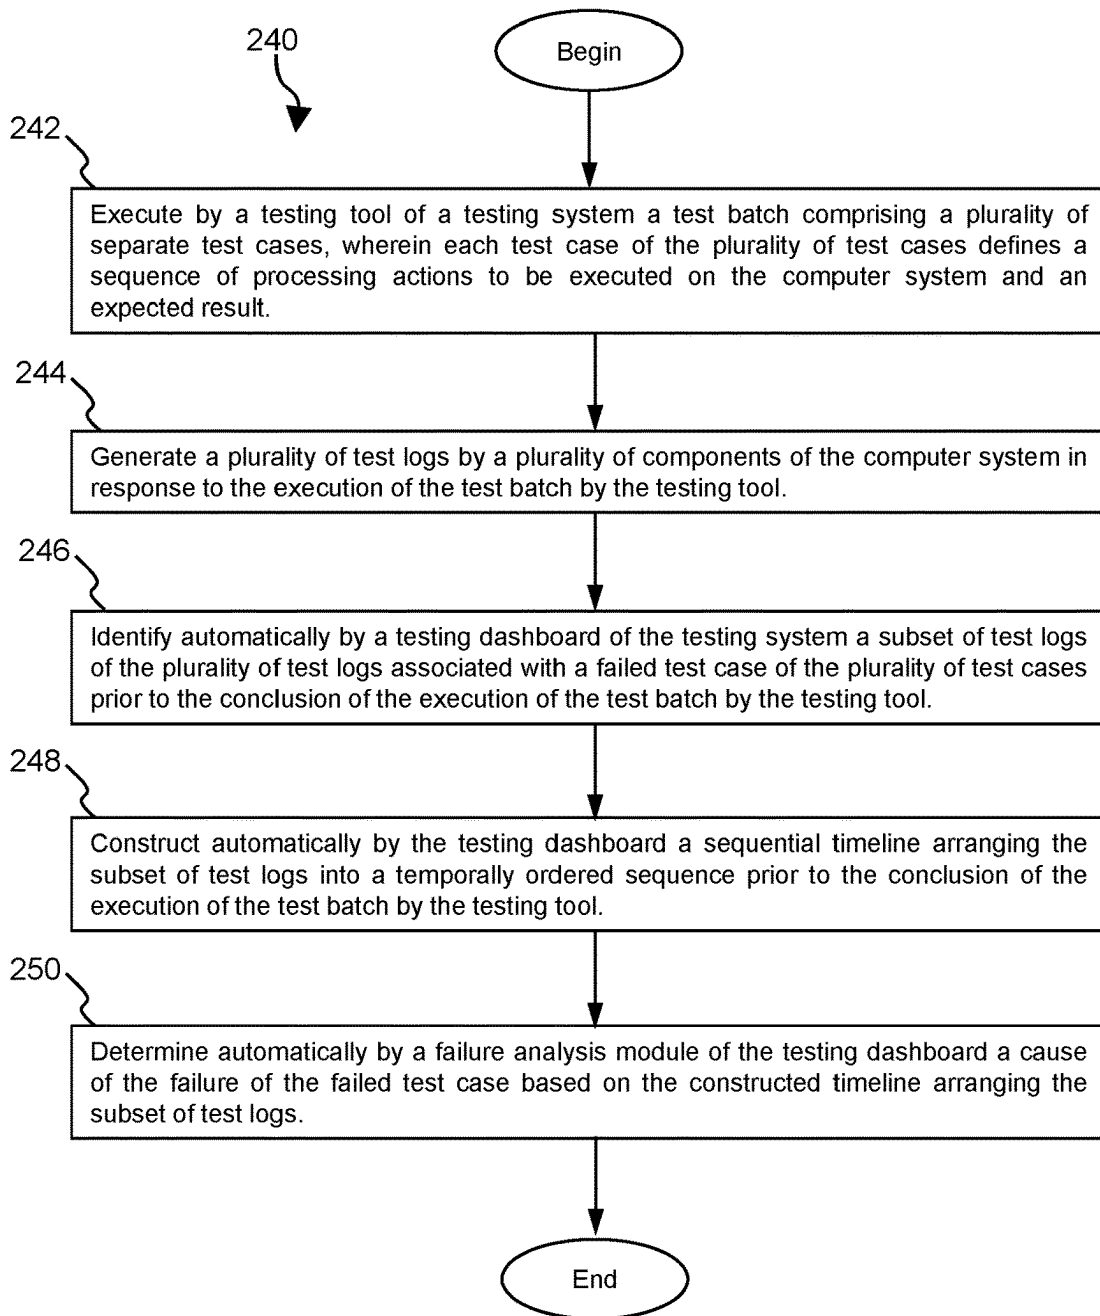 240
Begin
242
Execute by a testing tool of a testing system a test batch comprising a plurality of
separate test cases, wherein each test case of the plurality of test cases defines a
sequence of processing actions to be executed on the computer system and an
expected result.
244
Generate a plurality of test logs by a plurality of components of the computer system in
response to the execution of the test batch by the testing tool.
246
Identify automatically by a testing dashboard of the testing system a subset of test logs
of the plurality of test logs associated with a failed test case of the plurality of test cases
prior to the conclusion of the execution of the test batch by the testing tool.
248
Construct automatically by the testing dashboard a sequential timeline arranging the
subset of test logs into a temporally ordered sequence prior to the conclusion of the
execution of the test batch by the testing tool.
250
Determine automatically by a failure analysis module of the testing dashboard a cause
of the failure of the failed test case based on the constructed timeline arranging the
subset of test logs.
End